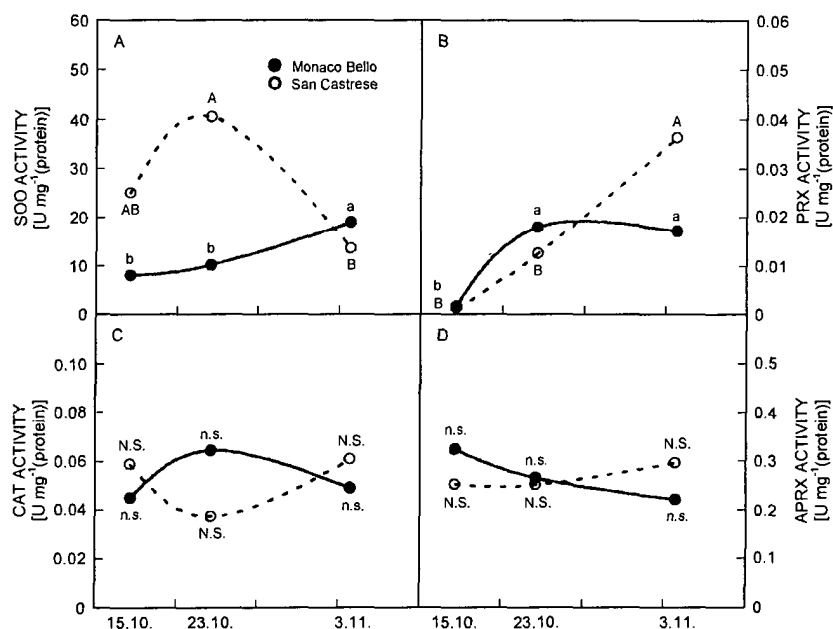 A
B
C
D
Monaco Bello
San Castrese
SOO ACTIVITY
[U mg⁻¹(protein)]
60
50
40
30
20
10
0
AB
A
B
b
b
a
PRX ACTIVITY
[U mg⁻¹(protein)]
0.06
0.05
0.04
0.03
0.02
0.01
0
b
B
a
B
A
a
CAT ACTIVITY
[U mg⁻¹(protein)]
0.10
0.08
0.06
0.04
0.02
0
N.S.
n.s.
n.s.
N.S.
N.S.
n.s.
APRX ACTIVITY
[U mg⁻¹(protein)]
0.5
0.4
0.3
0.2
0.1
0
n.s.
N.S.
n.s.
N.S.
N.S.
n.s.
15.10. 23.10. 3.11. 15.10. 23.10. 3.11.